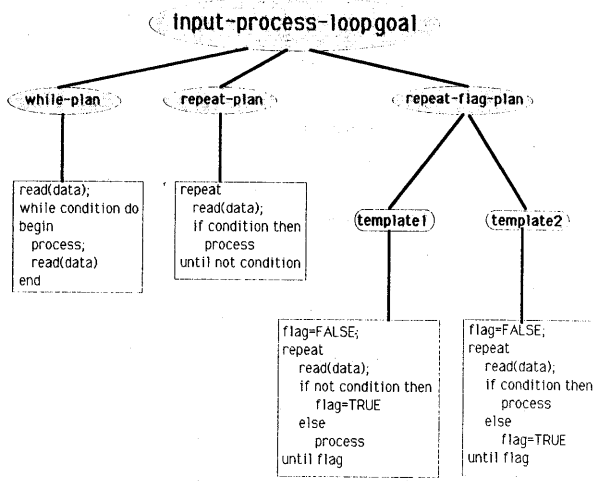 input-process-loopgoal
while-plan
repeat-plan
repeat-flag-plan
read(data);
while condition do
begin
process;
read(data)
end
repeat
read(data);
if condition then
process
until not condition
template1
template2
flag=FALSE;
repeat
read(data);
if not condition then
flag=TRUE
else
process
until flag
flag=FALSE;
repeat
read(data);
if condition then
process
else
flag=TRUE
until flag